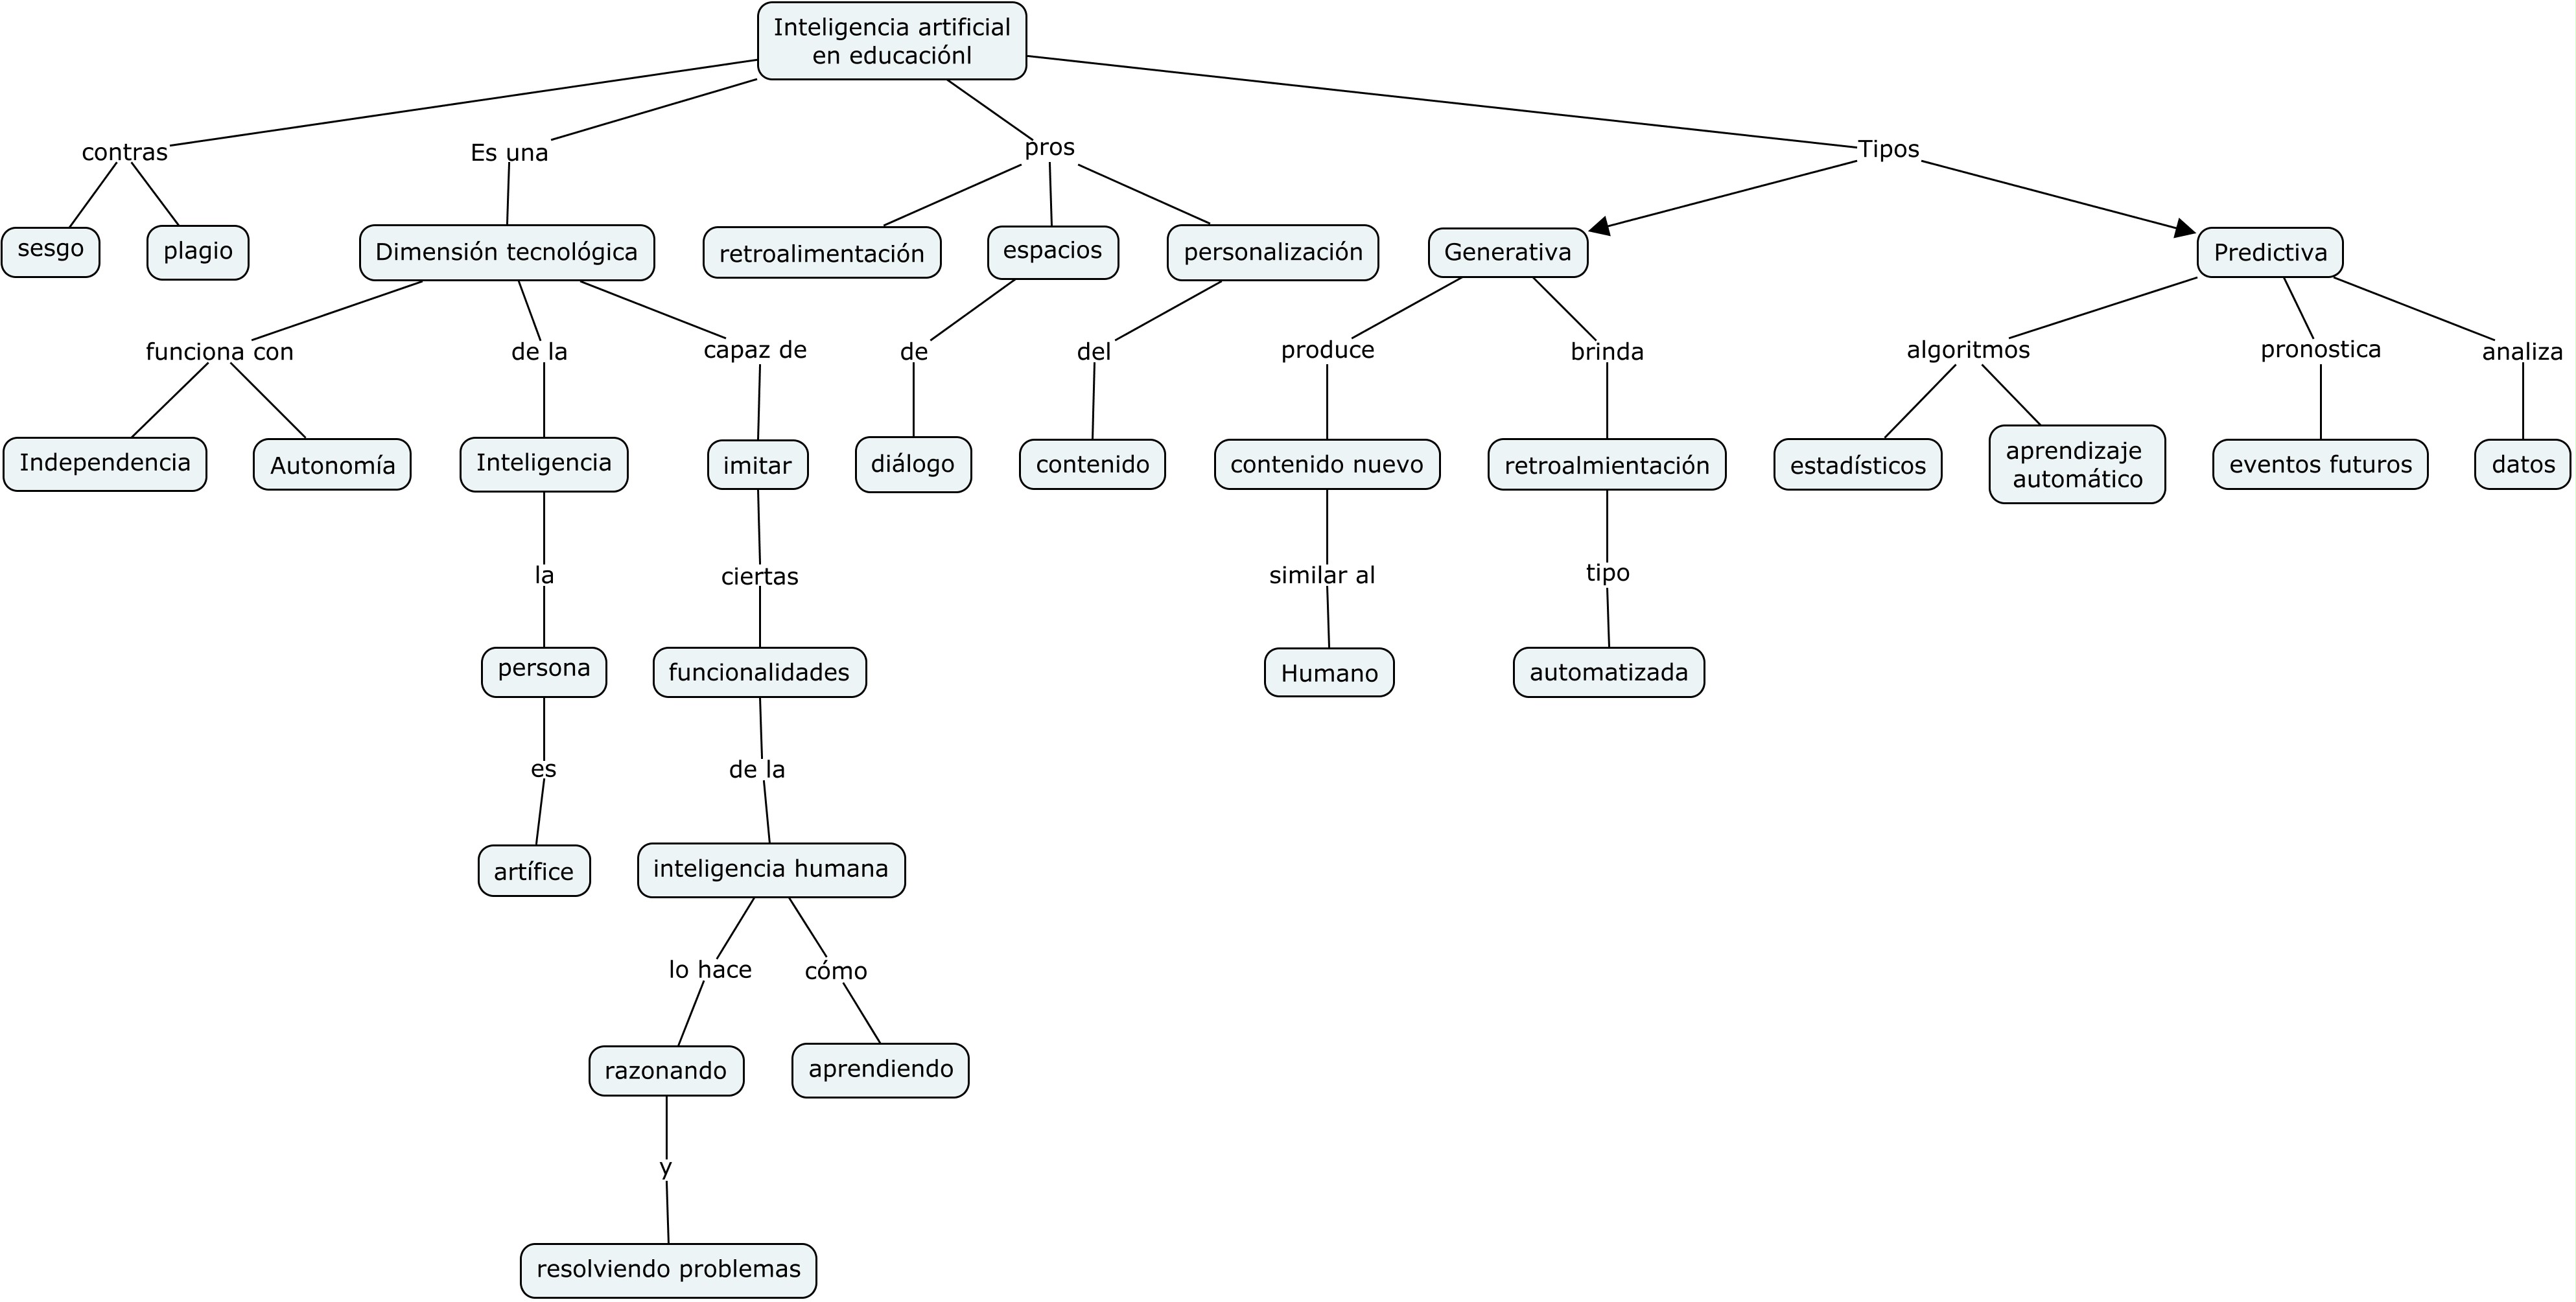 Inteligencia artificial
en educaciónl
contras
Es una
pros
Tipos
sesgo
plagio
Dimensión tecnológica
retroalimentación
espacios
personalización
Generativa
Predictiva
funciona con
de la
capaz de
de
del
produce
brinda
algoritmos
pronostica
analiza
Independencia
Autonomía
Inteligencia
imitar
diálogo
contenido
contenido nuevo
retroalmientación
estadísticos
aprendizaje
automático
eventos futuros
datos
la
ciertas
similar al
tipo
persona
funcionalidades
Humano
automatizada
es
de la
artífice
inteligencia humana
lo hace
cómo
razonando
aprendiendo
y
resolviendo problemas